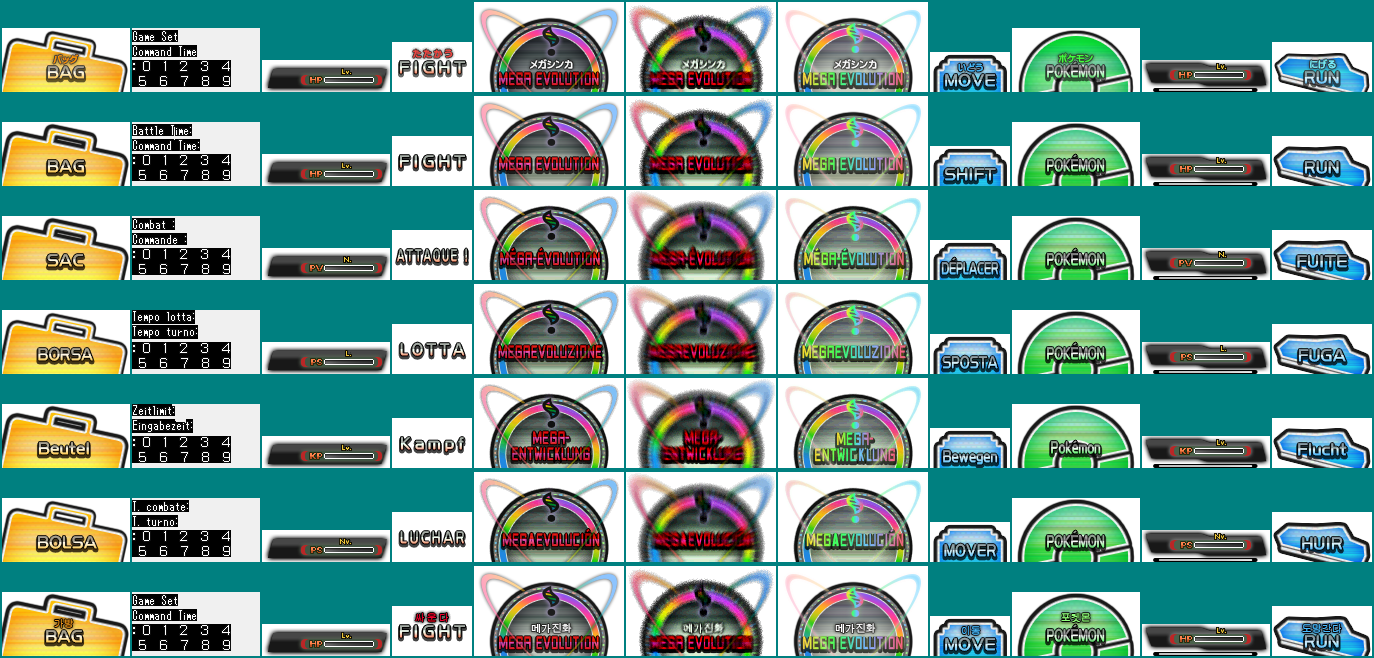 バッグ
BAG
Game Set
Command Time
: 0 1 2 3 4
5 6 7 8 9
Lv.
HP
たたかう
FIGHT
メガシンカ
MEGA EVOLUTION
メガシンカ
MEGA EVOLUTION
メガシンカ
MEGA EVOLUTION
いどう
MOVE
ポケモン
POKÉMON
Lv.
HP
にげる
RUN
BAG
Battle Time:
Command Time:
: 0 1 2 3 4
5 6 7 8 9
Lv.
HP
FIGHT
MEGA EVOLUTION
MEGA EVOLUTION
MEGA EVOLUTION
SHIFT
POKÉMON
Lv.
HP
RUN
SAC
Combat :
Commande :
: 0 1 2 3 4
5 6 7 8 9
N.
PV
ATTAQUE !
MÉGA-ÉVOLUTION
MÉGA-ÉVOLUTION
MÉGA-ÉVOLUTION
DÉPLACER
POKÉMON
N.
PV
FUITE
BORSA
Tempo lotta:
Tempo turno:
: 0 1 2 3 4
5 6 7 8 9
L.
PS
LOTTA
MEGAEVOLUZIONE
MEGAEVOLUZIONE
MEGAEVOLUZIONE
SPOSTA
POKÉMON
L.
PS
FUGA
Beutel
Zeitlimit:
Eingabezeit:
: 0 1 2 3 4
5 6 7 8 9
Lv.
KP
Kampf
MEGA-
ENTWICKLUNG
MEGA-
ENTWICKLUNG
MEGA-
ENTWICKLUNG
Bewegen
Pokémon
Lv.
KP
Flucht
BOLSA
T. combate:
T. turno:
: 0 1 2 3 4
5 6 7 8 9
Nv.
PS
LUCHAR
MEGAEVOLUCIÓN
MEGAEVOLUCIÓN
MEGAEVOLUCIÓN
MOVER
POKÉMON
Nv.
PS
HUIR
가방
BAG
Game Set
Command Time
: 0 1 2 3 4
5 6 7 8 9
Lv.
HP
싸운다
FIGHT
메가진화
MEGA EVOLUTION
메가진화
MEGA EVOLUTION
메가진화
MEGA EVOLUTION
이동
MOVE
포켓몬
POKÉMON
Lv.
HP
도망간다
RUN